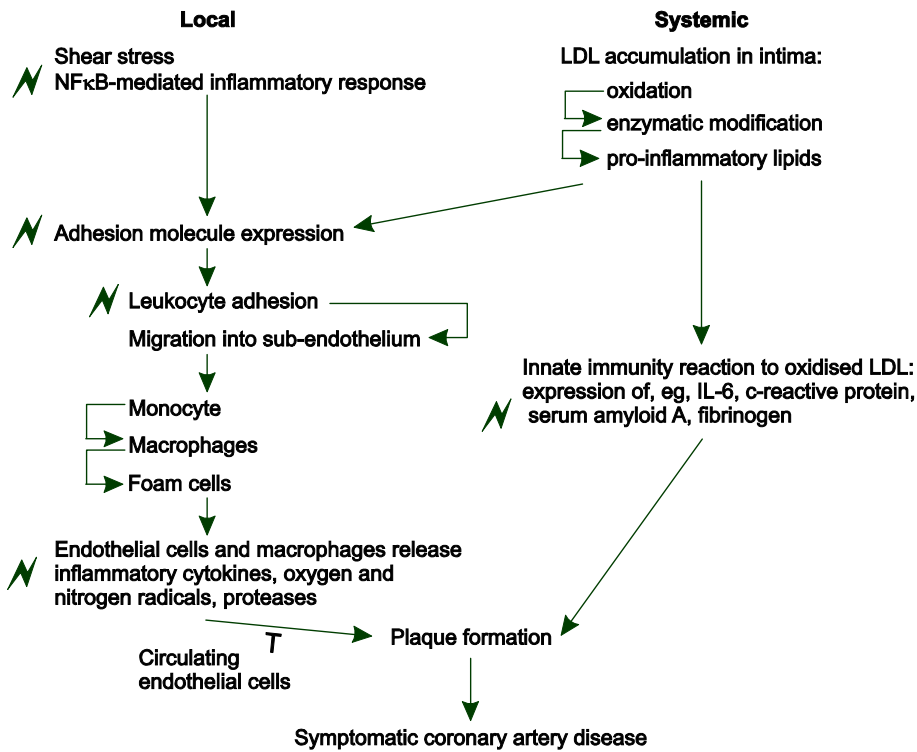 Local
Systemic
Shear stress
NFκB-mediated inflammatory response
LDL accumulation in intima:
oxidation
enzymatic modification
pro-inflammatory lipids
Adhesion molecule expression
Leukocyte adhesion
Migration into sub-endothelium
Innate immunity reaction to oxidised LDL:
expression of, eg, IL-6, c-reactive protein,
serum amyloid A, fibrinogen
Monocyte
Macrophages
Foam cells
Endothelial cells and macrophages release
inflammatory cytokines, oxygen and
nitrogen radicals, proteases
Plaque formation
Circulating
endothelial cells
Symptomatic coronary artery disease